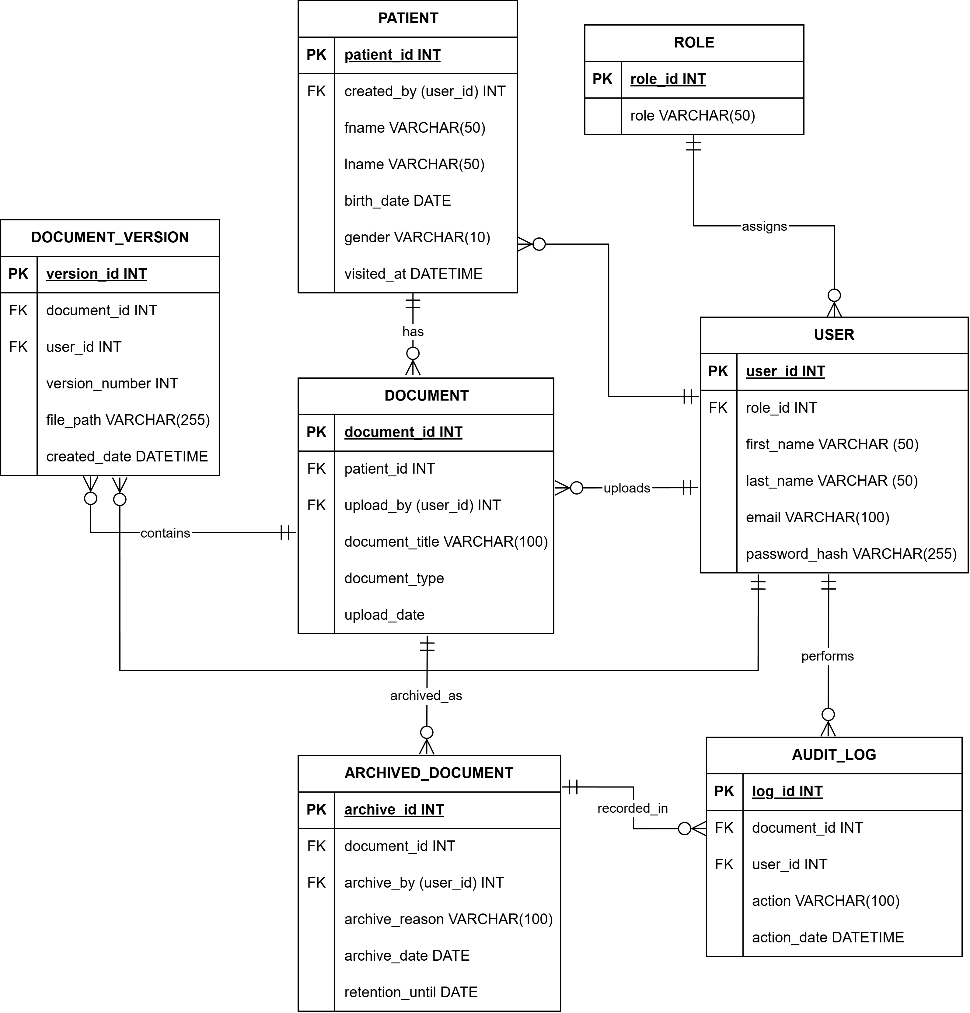 PATIENT
PK patient_id INT
FK created_by (user_id) INT
fname VARCHAR(50)
lname VARCHAR(50)
birth_date DATE
gender VARCHAR(10)
visited_at DATETIME
ROLE
PK role_id INT
role VARCHAR(50)
assigns
DOCUMENT_VERSION
PK version_id INT
FK document_id INT
FK user_id INT
version_number INT
file_path VARCHAR(255)
created_date DATETIME
has
USER
PK user_id INT
FK role_id INT
first_name VARCHAR (50)
last_name VARCHAR (50)
email VARCHAR(100)
password_hash VARCHAR(255)
DOCUMENT
PK document_id INT
FK patient_id INT
FK upload_by (user_id) INT
document_title VARCHAR(100)
document_type
upload_date
uploads
contains
performs
archived_as
ARCHIVED_DOCUMENT
PK archive_id INT
FK document_id INT
FK archive_by (user_id) INT
archive_reason VARCHAR(100)
archive_date DATE
retention_until DATE
recorded_in
AUDIT_LOG
PK log_id INT
FK document_id INT
FK user_id INT
action VARCHAR(100)
action_date DATETIME